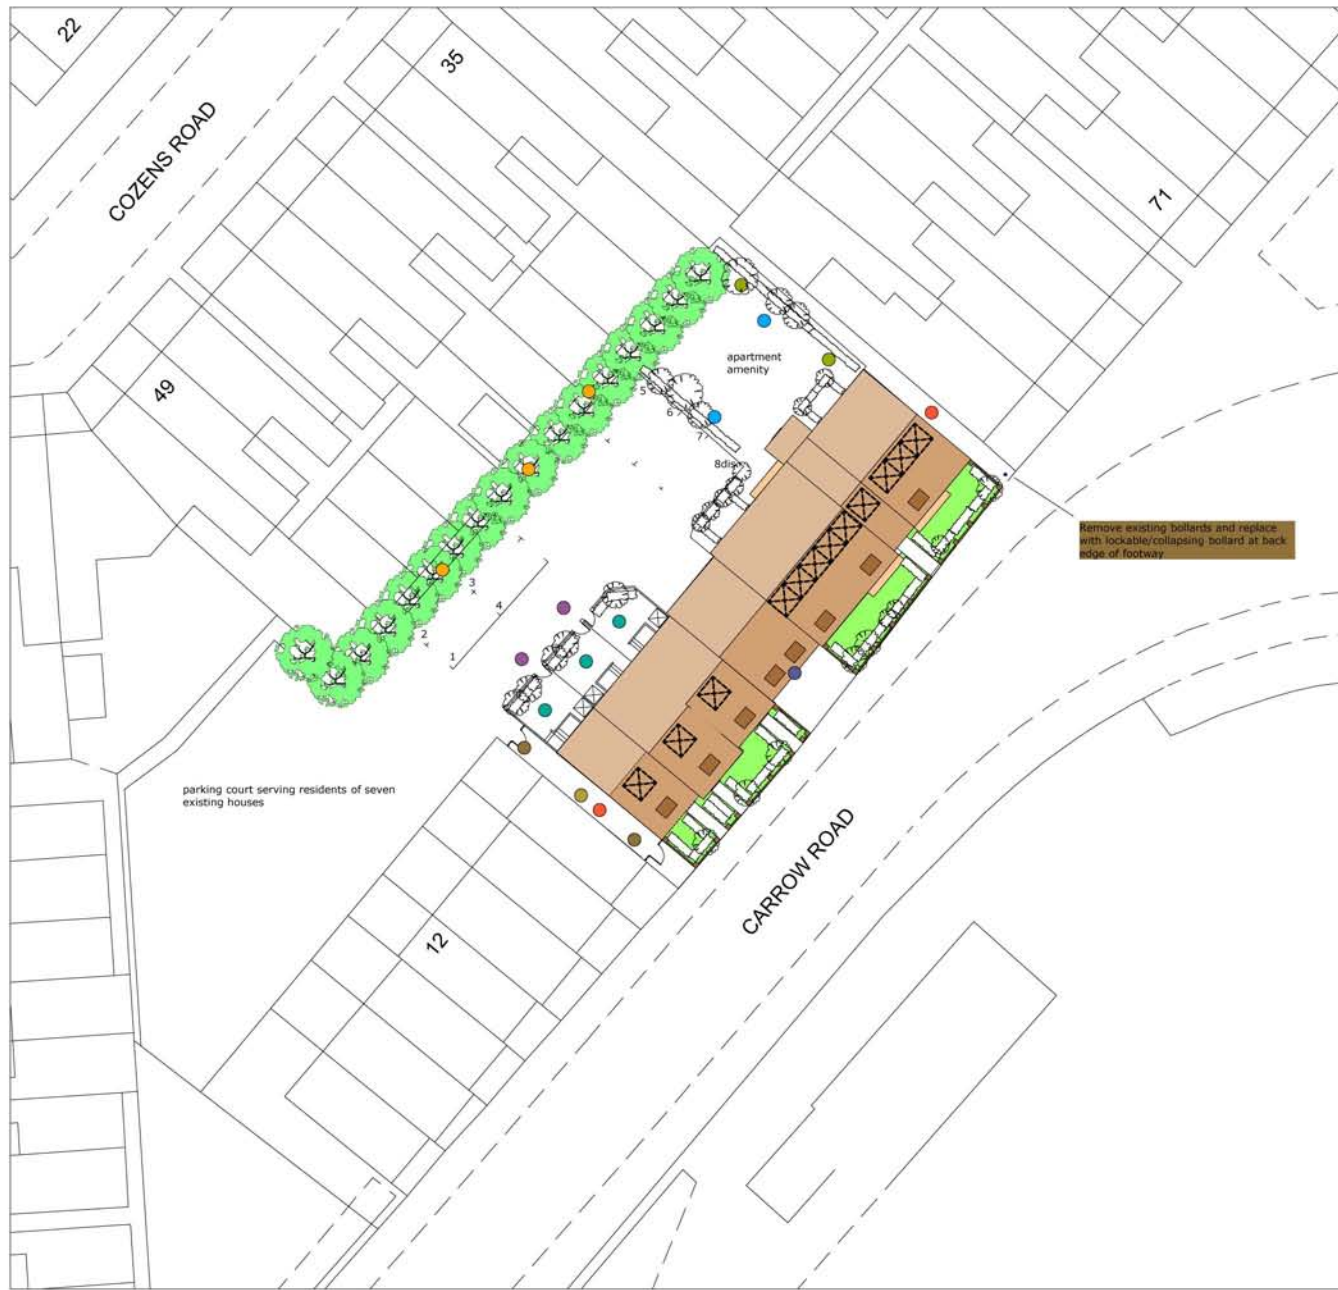 22
35
COZENS ROAD
71
49
apartment
amenity
5
6
7
8dis
Remove existing bollards and replace
with lockable/collapsing bollard at back
edge of footway
3
4
2
1
parking court serving residents of seven
existing houses
CARROW ROAD
12